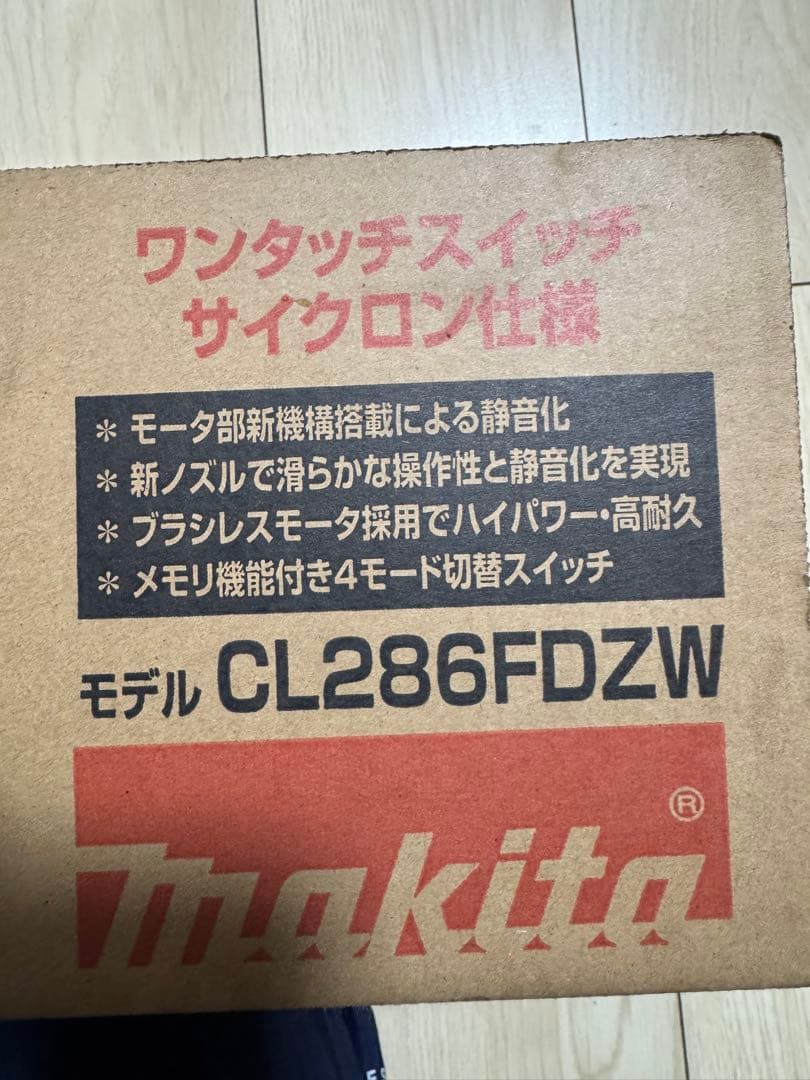 ワンタッチスイッチ
サイクロン仕様
＊ モータ部新機構搭載による静音化
＊ 新ノズルで滑らかな操作性と静音化を実現
＊ ブラシレスモータ採用でハイパワー・高耐久
＊ メモリ機能付き4モード切替スイッチ
モデル CL286FDZW
makita®